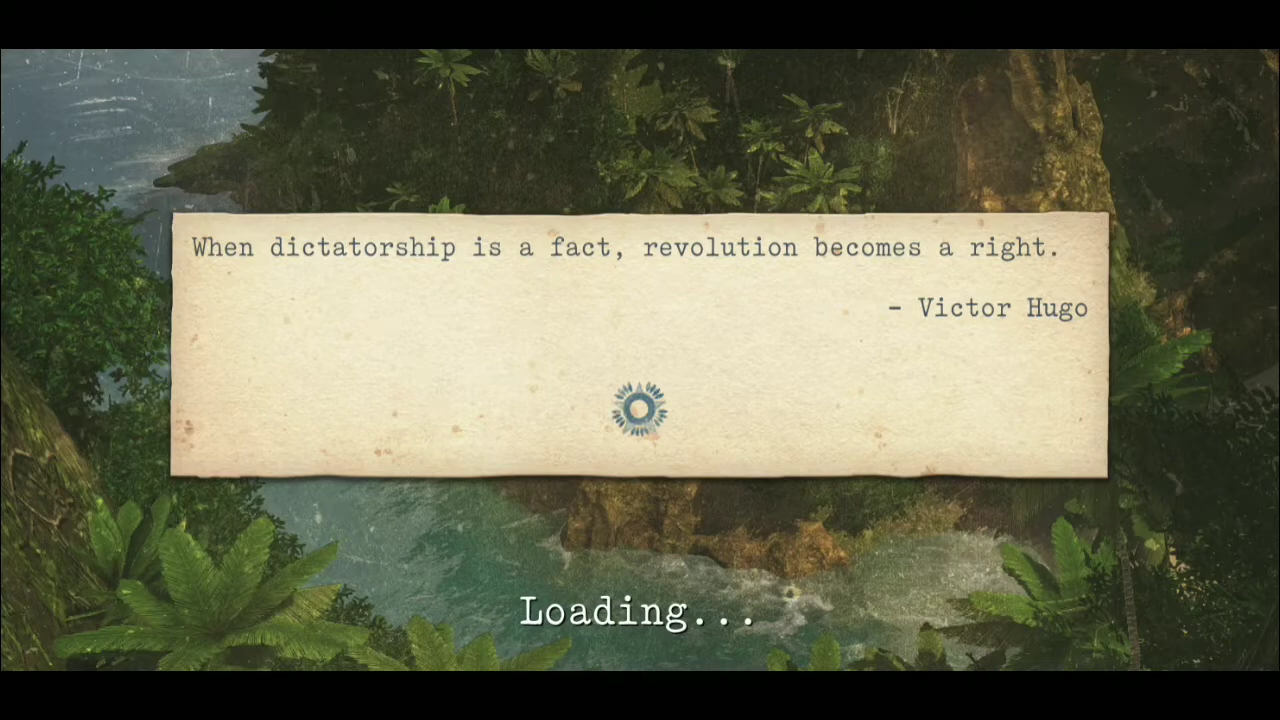 When dictatorship is a fact, revolution becomes a right.
- Victor Hugo
Loading...